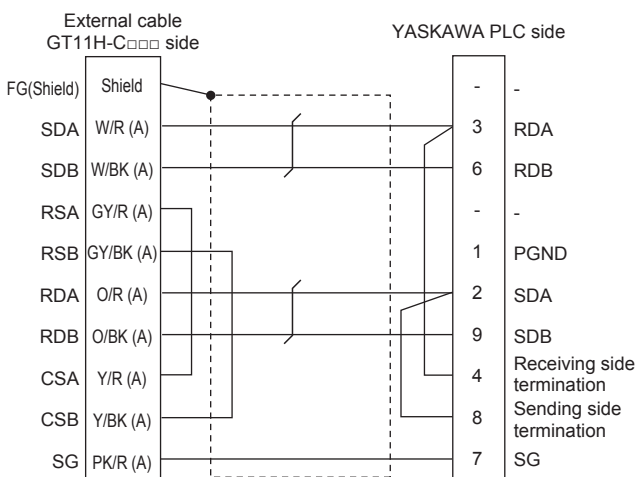 External cable
GT11H-C□□□ side
YASKAWA PLC side
FG(Shield) Shield - -
SDA W/R (A) 3 RDA
SDB W/BK (A) 6 RDB
RSA GY/R (A) - -
RSB GY/BK (A) 1 PGND
RDA O/R (A) 2 SDA
RDB O/BK (A) 9 SDB
CSA Y/R (A) 4 Receiving side
termination
CSB Y/BK (A) 8 Sending side
termination
SG PK/R (A) 7 SG